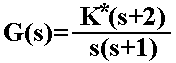 G(s)= K*(s+2)
s(s+1)